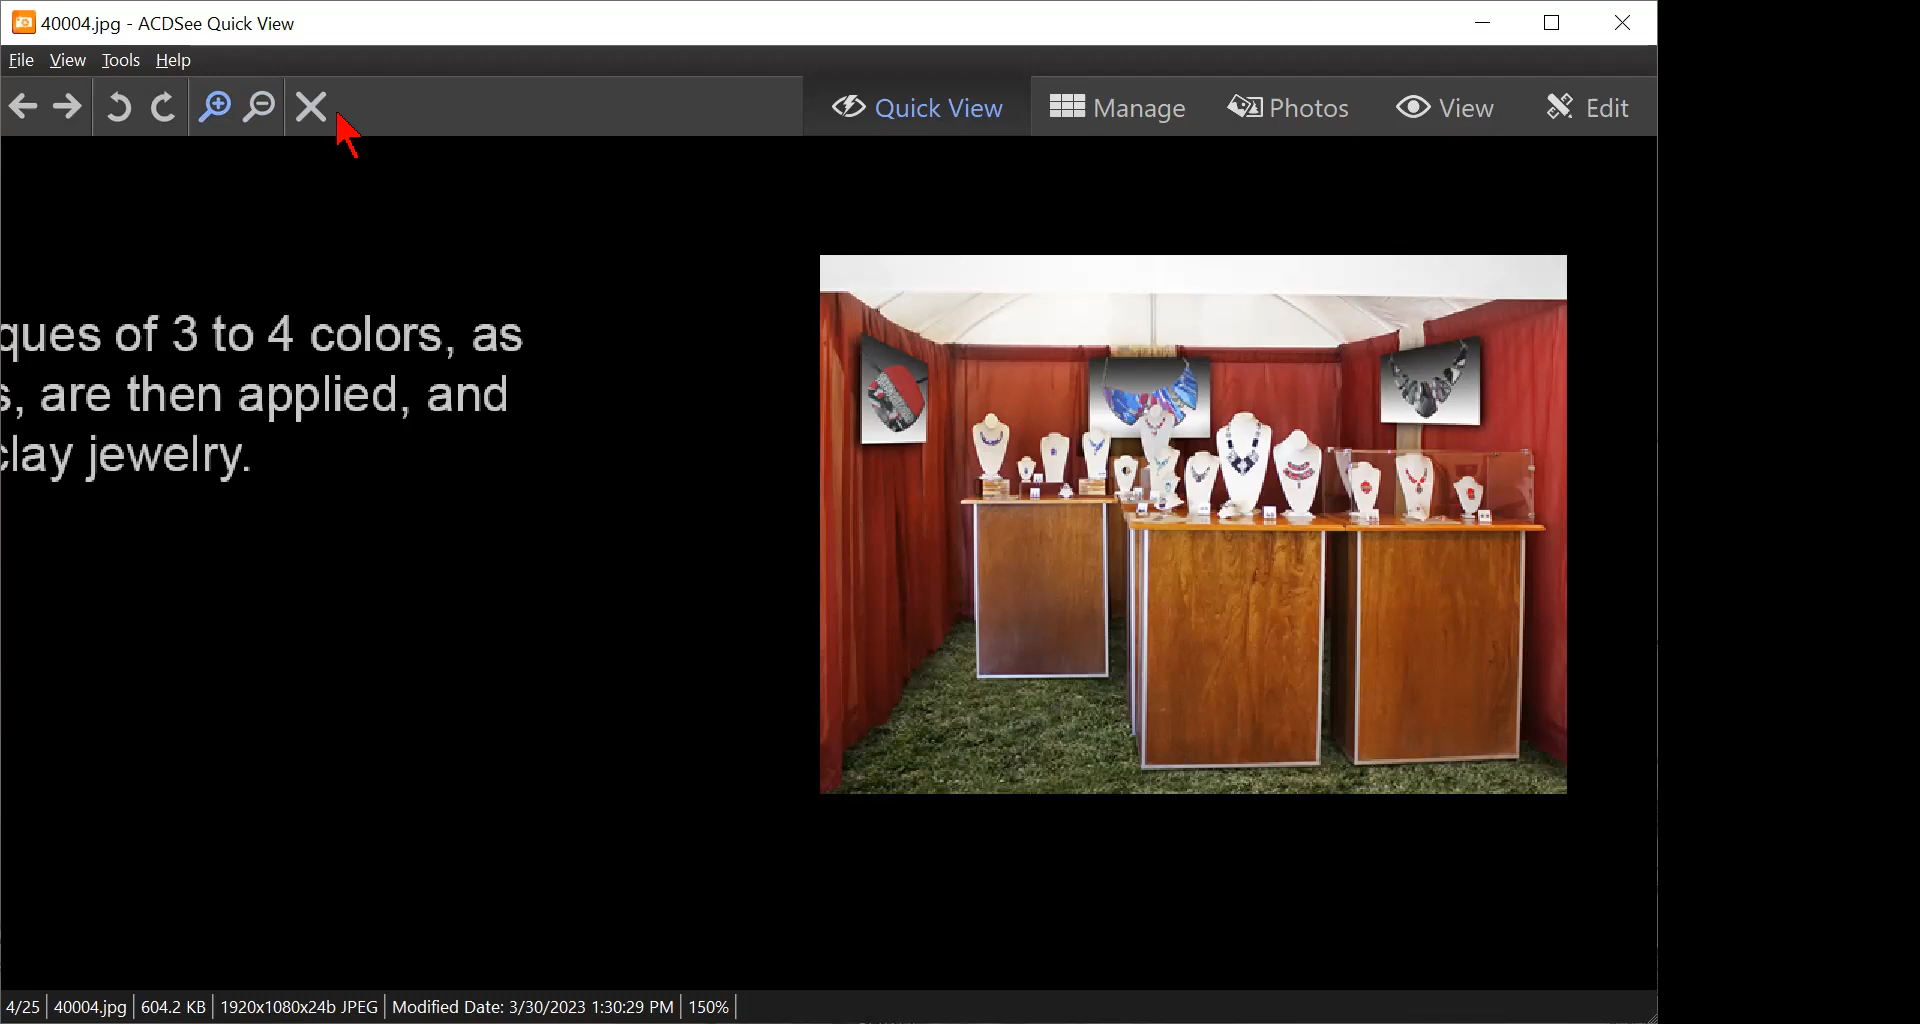 40004.jpg - ACDSee Quick View
File View Tools Help
Quick View Manage Photos View Edit
ques of 3 to 4 colors, as
s, are then applied, and
clay jewelry.
4/25 40004.jpg 604.2 KB 1920x1080x24b JPEG Modified Date: 3/30/2023 1:30:29 PM 150%